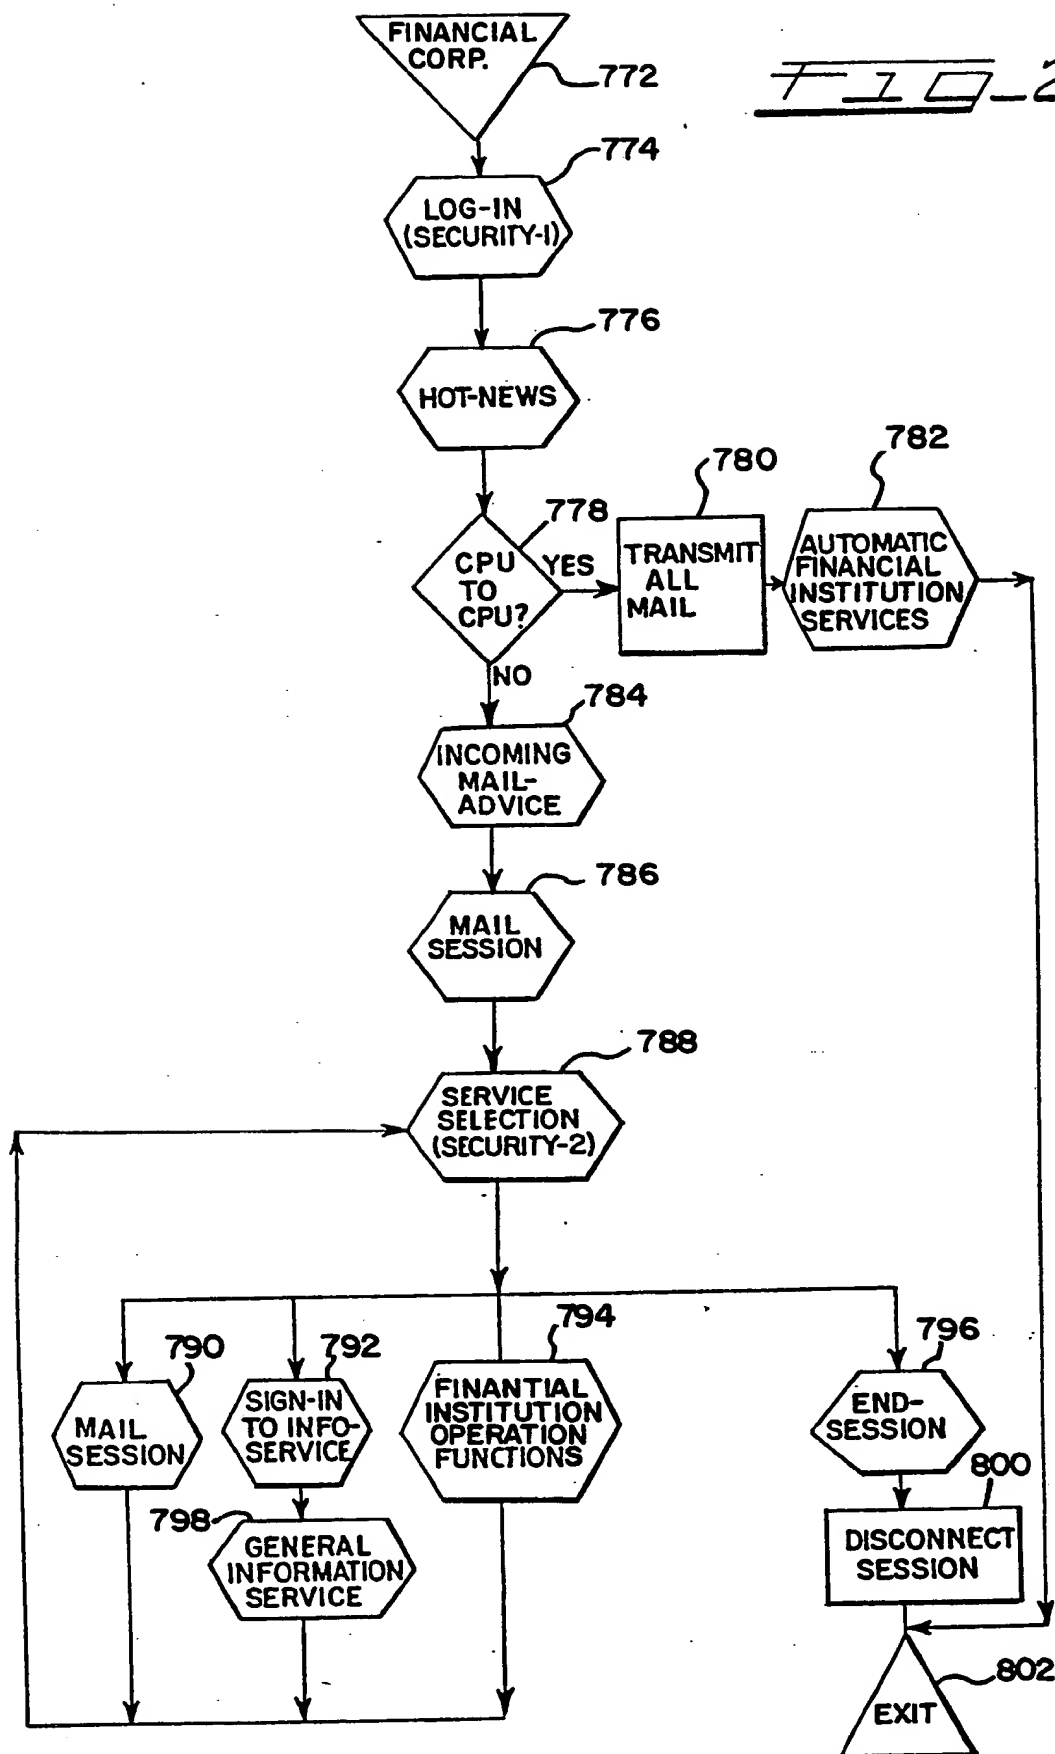 FINANCIAL
CORP.
772
Fig_2
774
LOG-IN
(SECURITY-1)
776
HOT-NEWS
778
CPU
TO
CPU?
YES
NO
780
TRANSMIT
ALL
MAIL
782
AUTOMATIC
FINANCIAL
INSTITUTION
SERVICES
784
INCOMING
MAIL-
ADVICE
786
MAIL
SESSION
788
SERVICE
SELECTION
(SECURITY-2)
790
MAIL
SESSION
792
SIGN-IN
TO INFO-
SERVICE
794
FINANTIAL
INSTITUTION
OPERATION
FUNCTIONS
796
END-
SESSION
798
GENERAL
INFORMATION
SERVICE
800
DISCONNECT
SESSION
802
EXIT